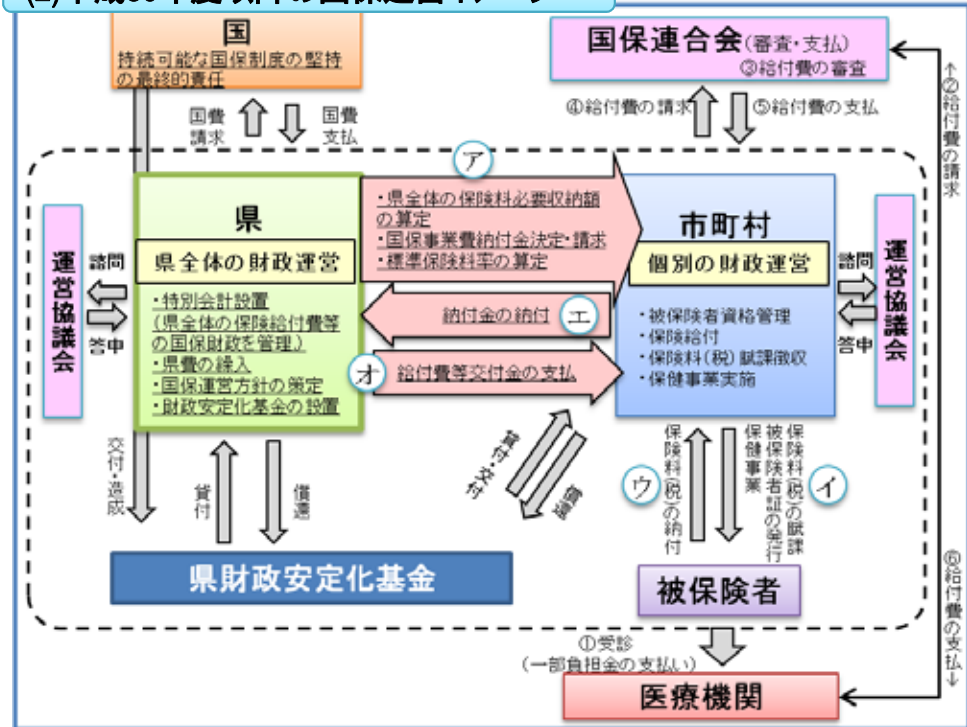 国
持続可能な国保制度の堅持
の最終的責任
国保連合会(審査・支払)
③給付費の審査
国費
請求
国費
支払
④給付費の請求
⑤給付費の支払
↑②給付費の請求
ア
県
県全体の財政運営
・特別会計設置
(県全体の保険給付費等
の国保財政を管理)
・県費の繰入
・国保運営方針の策定
・財政安定化基金の設置
・県全体の保険料必要収納額
の算定
・国保事業費納付金決定・請求
・標準保険料率の算定
納付金の納付
エ
オ
給付費等交付金の支払
市町村
個別の財政運営
・被保険者資格管理
・保険給付
・保険料(税)賦課徴収
・保健事業実施
運営協議会
諮問
答申
諮問
答申
運営協議会
交付・造成
貸付
償還
貸付・交付
償還
ウ
保険料(税)の納付
保険料(税)の賦課
被保険者証の発行
保健事業
イ
県財政安定化基金
被保険者
①受診
(一部負担金の支払い)
医療機関
⑥給付費の支払↓